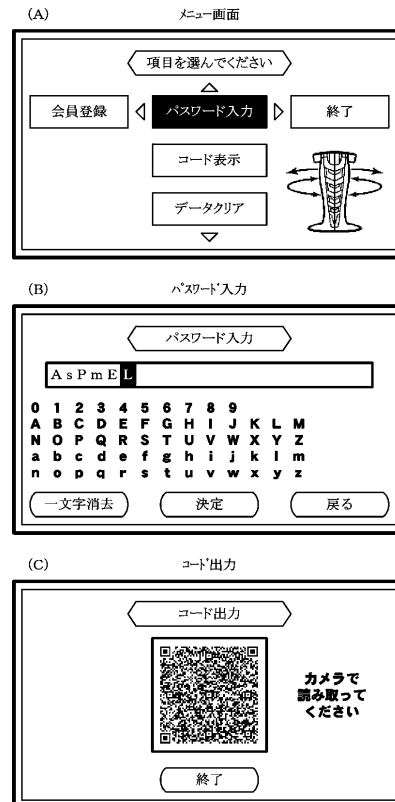 (A) メニュー画面
項目を選んでください
会員登録 パスワード入力 終了
コード表示
データクリア
(B) パスワード入力
パスワード入力
AsPmEL
0 1 2 3 4 5 6 7 8 9
A B C D E F G H I J K L M
N O P Q R S T U V W X Y Z
a b c d e f g h i j k l m
n o p q r s t u v w x y z
一文字消去 決定 戻る
(C) コード出力
コード出力
カメラで
読み取って
ください
終了